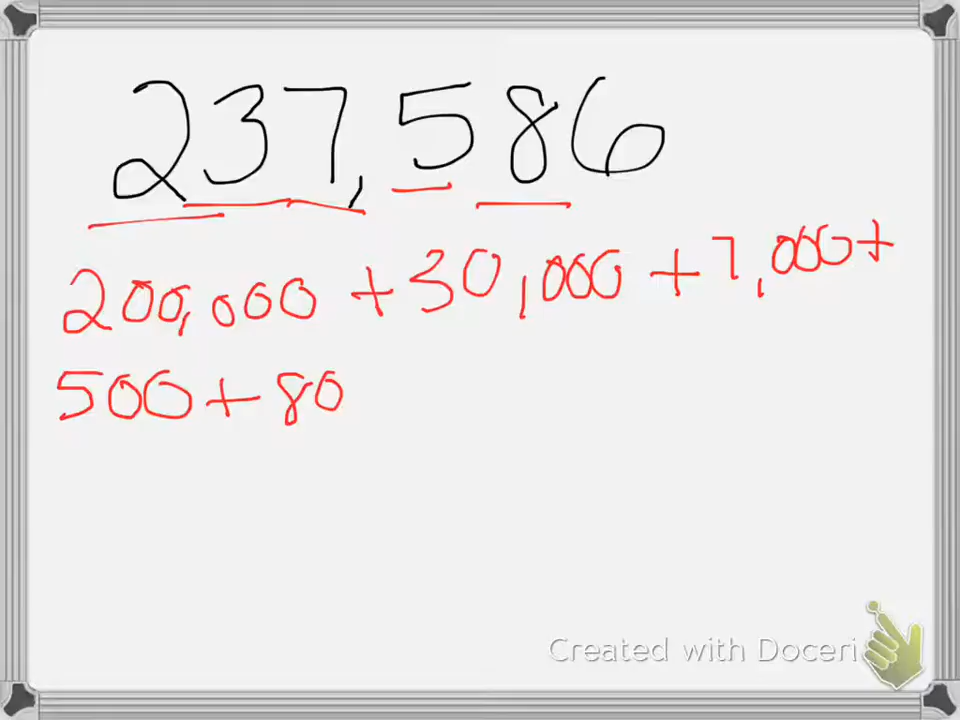 237,586
200,000 + 30,000 + 7,000 +
500 + 80
Created with Doceri